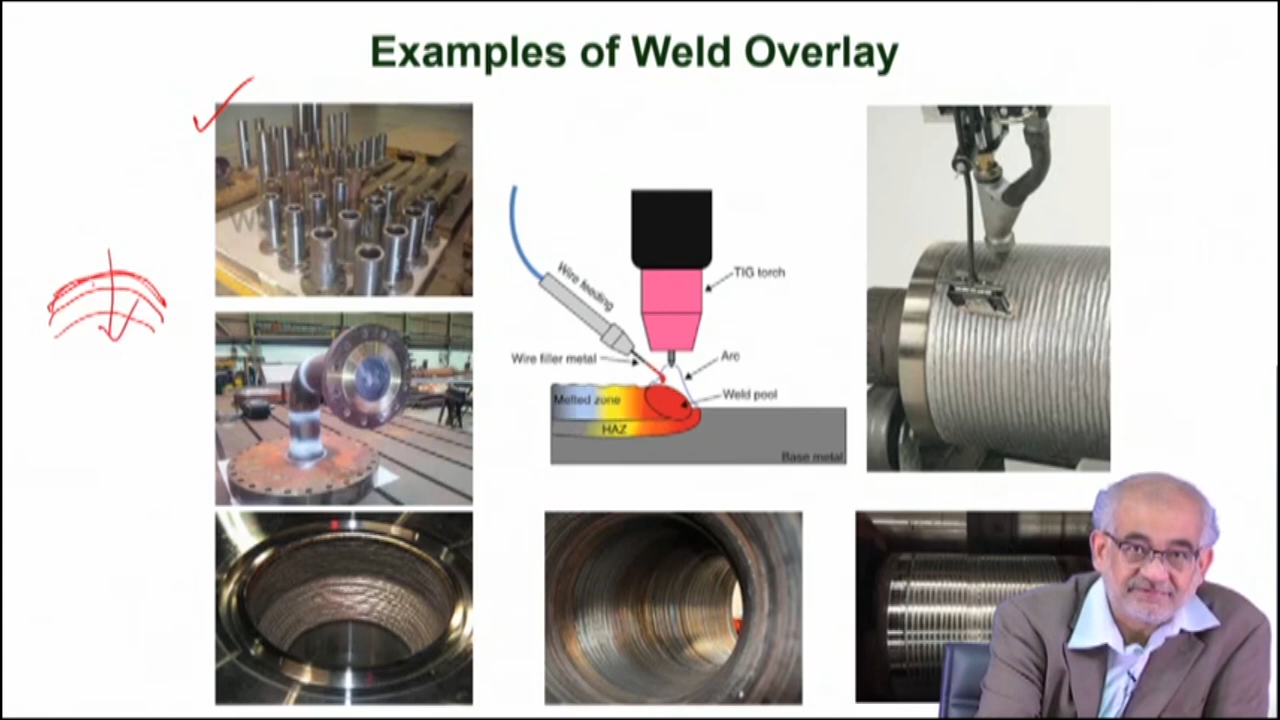 Examples of Weld Overlay
Wire feeding
TIG torch
Wire filler metal
Arc
Melted zone
Weld pool
HAZ
Base metal